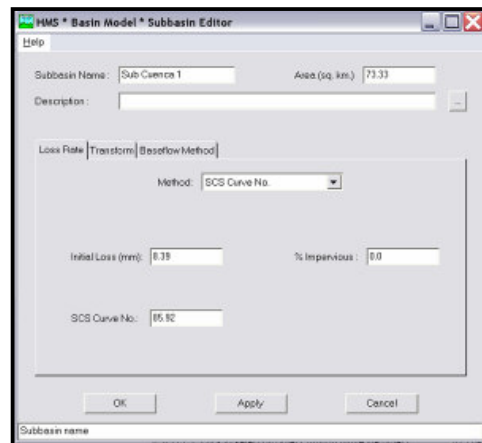 HMS * Basin Model * Subbasin Editor
Help
Subbasin Name: Sub Cuenca 1 Area (sq. km.) 73.33
Description: ...
Loss Rate Transform Baseflow Method
Method: SCS Curve No.
Initial Loss (mm): 8.39 % Impervious: 0.0
SCS Curve No.: 85.92
OK Apply Cancel
Subbasin name